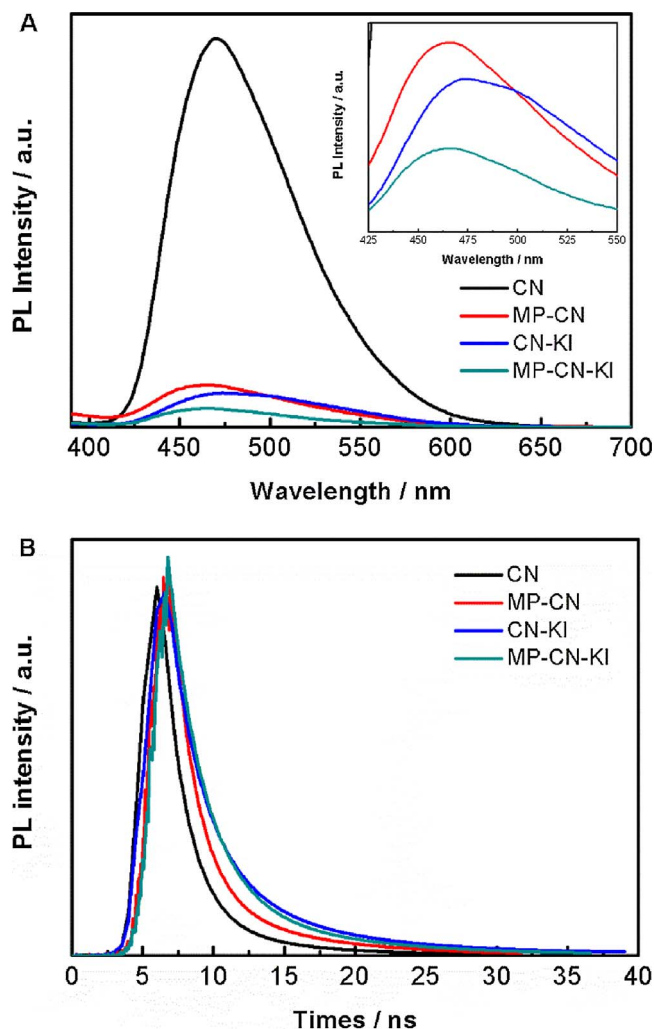 A
PL Intensity / a.u.
PL Intensity / a.u.
425 450 475 500 525 550
Wavelength / nm
CN
MP-CN
CN-KI
MP-CN-KI
400 450 500 550 600 650 700
Wavelength / nm
B
PL intensity / a.u.
CN
MP-CN
CN-KI
MP-CN-KI
0 5 10 15 20 25 30 35 40
Times / ns